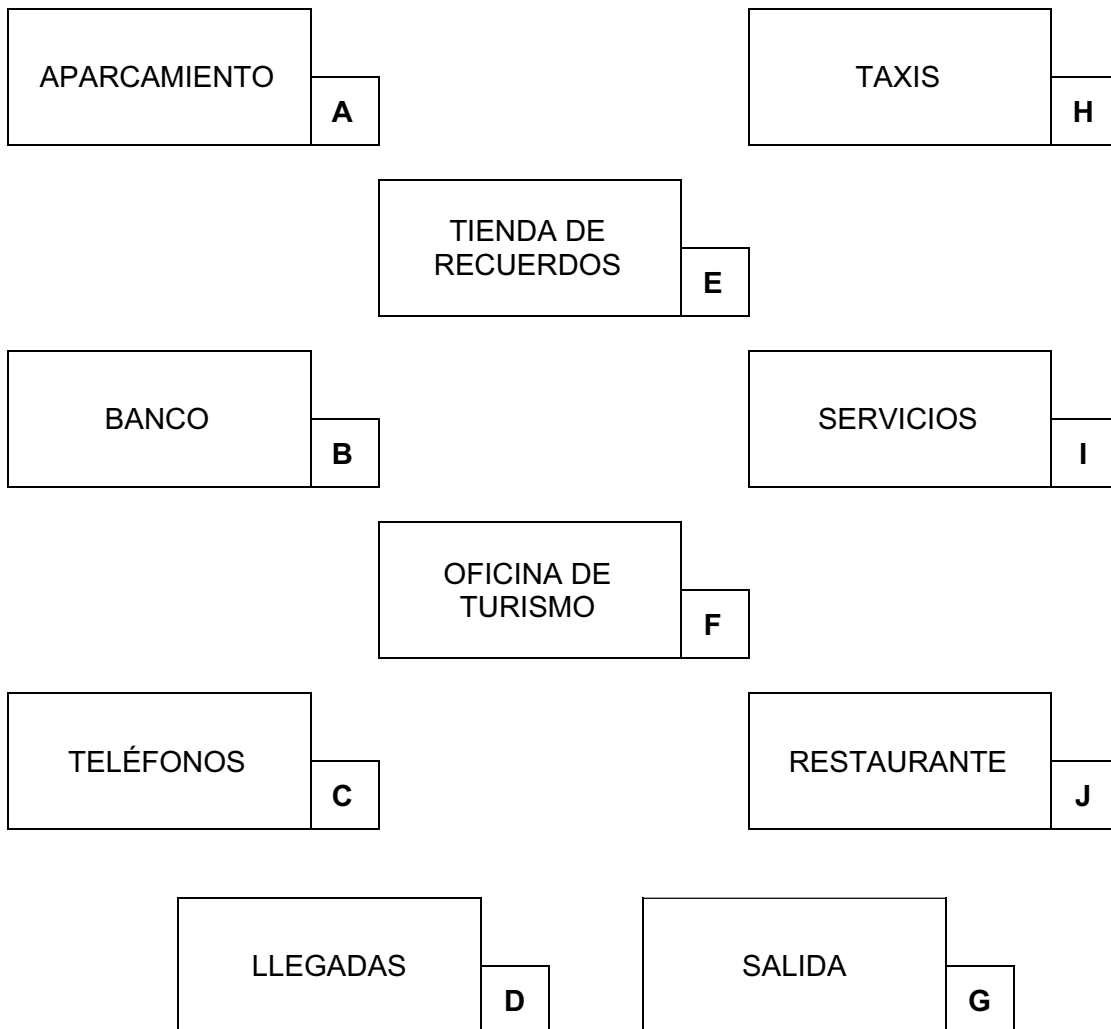 APARCAMIENTO
A
TAXIS
H
TIENDA DE
RECUERDOS
E
BANCO
B
SERVICIOS
I
OFICINA DE
TURISMO
F
TELÉFONOS
C
RESTAURANTE
J
LLEGADAS
D
SALIDA
G